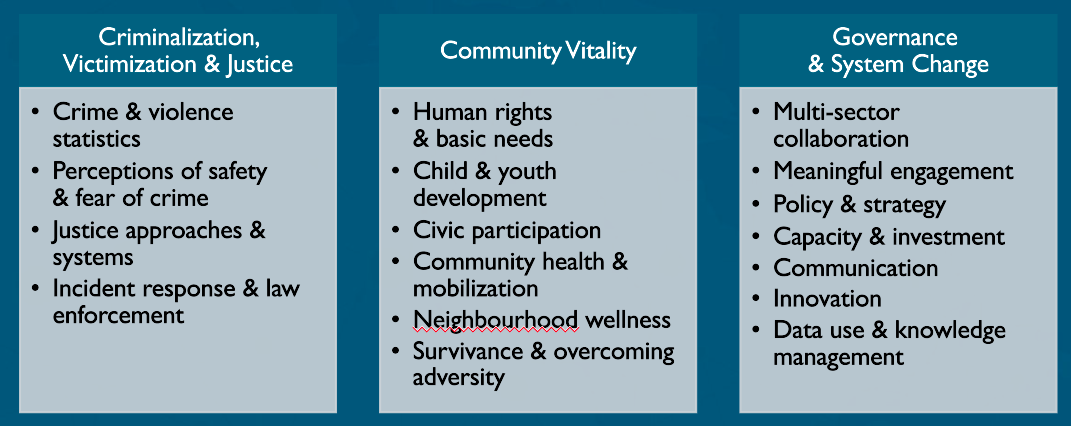 Criminalization,
Victimization & Justice
• Crime & violence
statistics
• Perceptions of safety
& fear of crime
• Justice approaches &
systems
• Incident response & law
enforcement
Community Vitality
• Human rights
& basic needs
• Child & youth
development
• Civic participation
• Community health &
mobilization
• Neighbourhood wellness
• Survivance & overcoming
adversity
Governance
& System Change
• Multi-sector
collaboration
• Meaningful engagement
• Policy & strategy
• Capacity & investment
• Communication
• Innovation
• Data use & knowledge
management